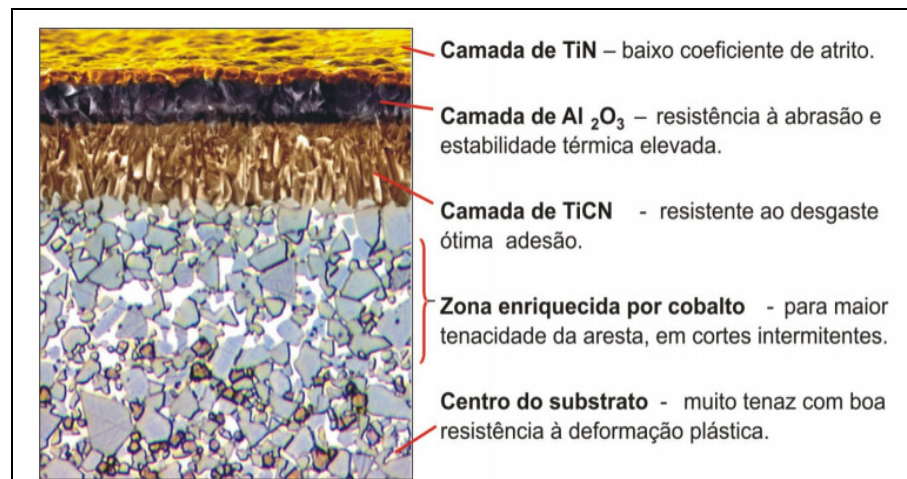 Camada de TiN – baixo coeficiente de atrito.
Camada de Al 2O3 – resistência à abrasão e
estabilidade térmica elevada.
Camada de TiCN - resistente ao desgaste
ótima adesão.
Zona enriquecida por cobalto - para maior
tenacidade da aresta, em cortes intermitentes.
Centro do substrato - muito tenaz com boa
resistência à deformação plástica.